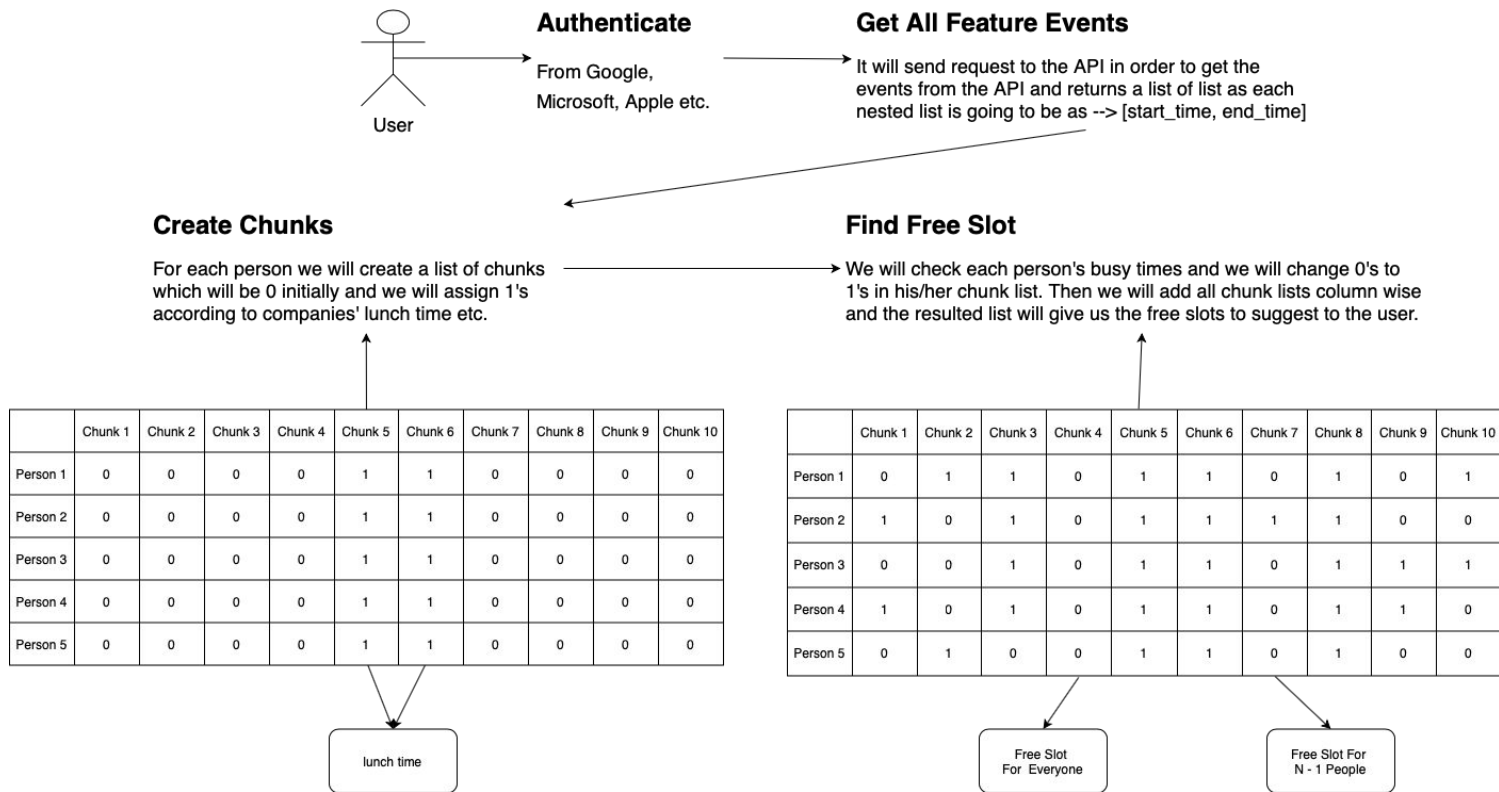 Authenticate
From Google,
Microsoft, Apple etc.
User
Get All Feature Events
It will send request to the API in order to get the
events from the API and returns a list of list as each
nested list is going to be as --> [start_time, end_time]
Create Chunks
For each person we will create a list of chunks
which will be 0 initially and we will assign 1's
according to companies' lunch time etc.
Find Free Slot
We will check each person's busy times and we will change 0's to
1's in his/her chunk list. Then we will add all chunk lists column wise
and the resulted list will give us the free slots to suggest to the user.
Chunk 1 Chunk 2 Chunk 3 Chunk 4 Chunk 5 Chunk 6 Chunk 7 Chunk 8 Chunk 9 Chunk 10
Person 1 0 0 0 0 1 1 0 0 0 0
Person 2 0 0 0 0 1 1 0 0 0 0
Person 3 0 0 0 0 1 1 0 0 0 0
Person 4 0 0 0 0 1 1 0 0 0 0
Person 5 0 0 0 0 1 1 0 0 0 0
lunch time
Chunk 1 Chunk 2 Chunk 3 Chunk 4 Chunk 5 Chunk 6 Chunk 7 Chunk 8 Chunk 9 Chunk 10
Person 1 0 1 1 0 1 1 0 1 0 1
Person 2 1 0 1 0 1 1 1 1 0 0
Person 3 0 0 1 0 1 1 0 1 1 1
Person 4 1 0 1 0 1 1 0 1 1 0
Person 5 0 1 0 0 1 1 0 1 0 0
Free Slot
For Everyone
Free Slot For
N - 1 People